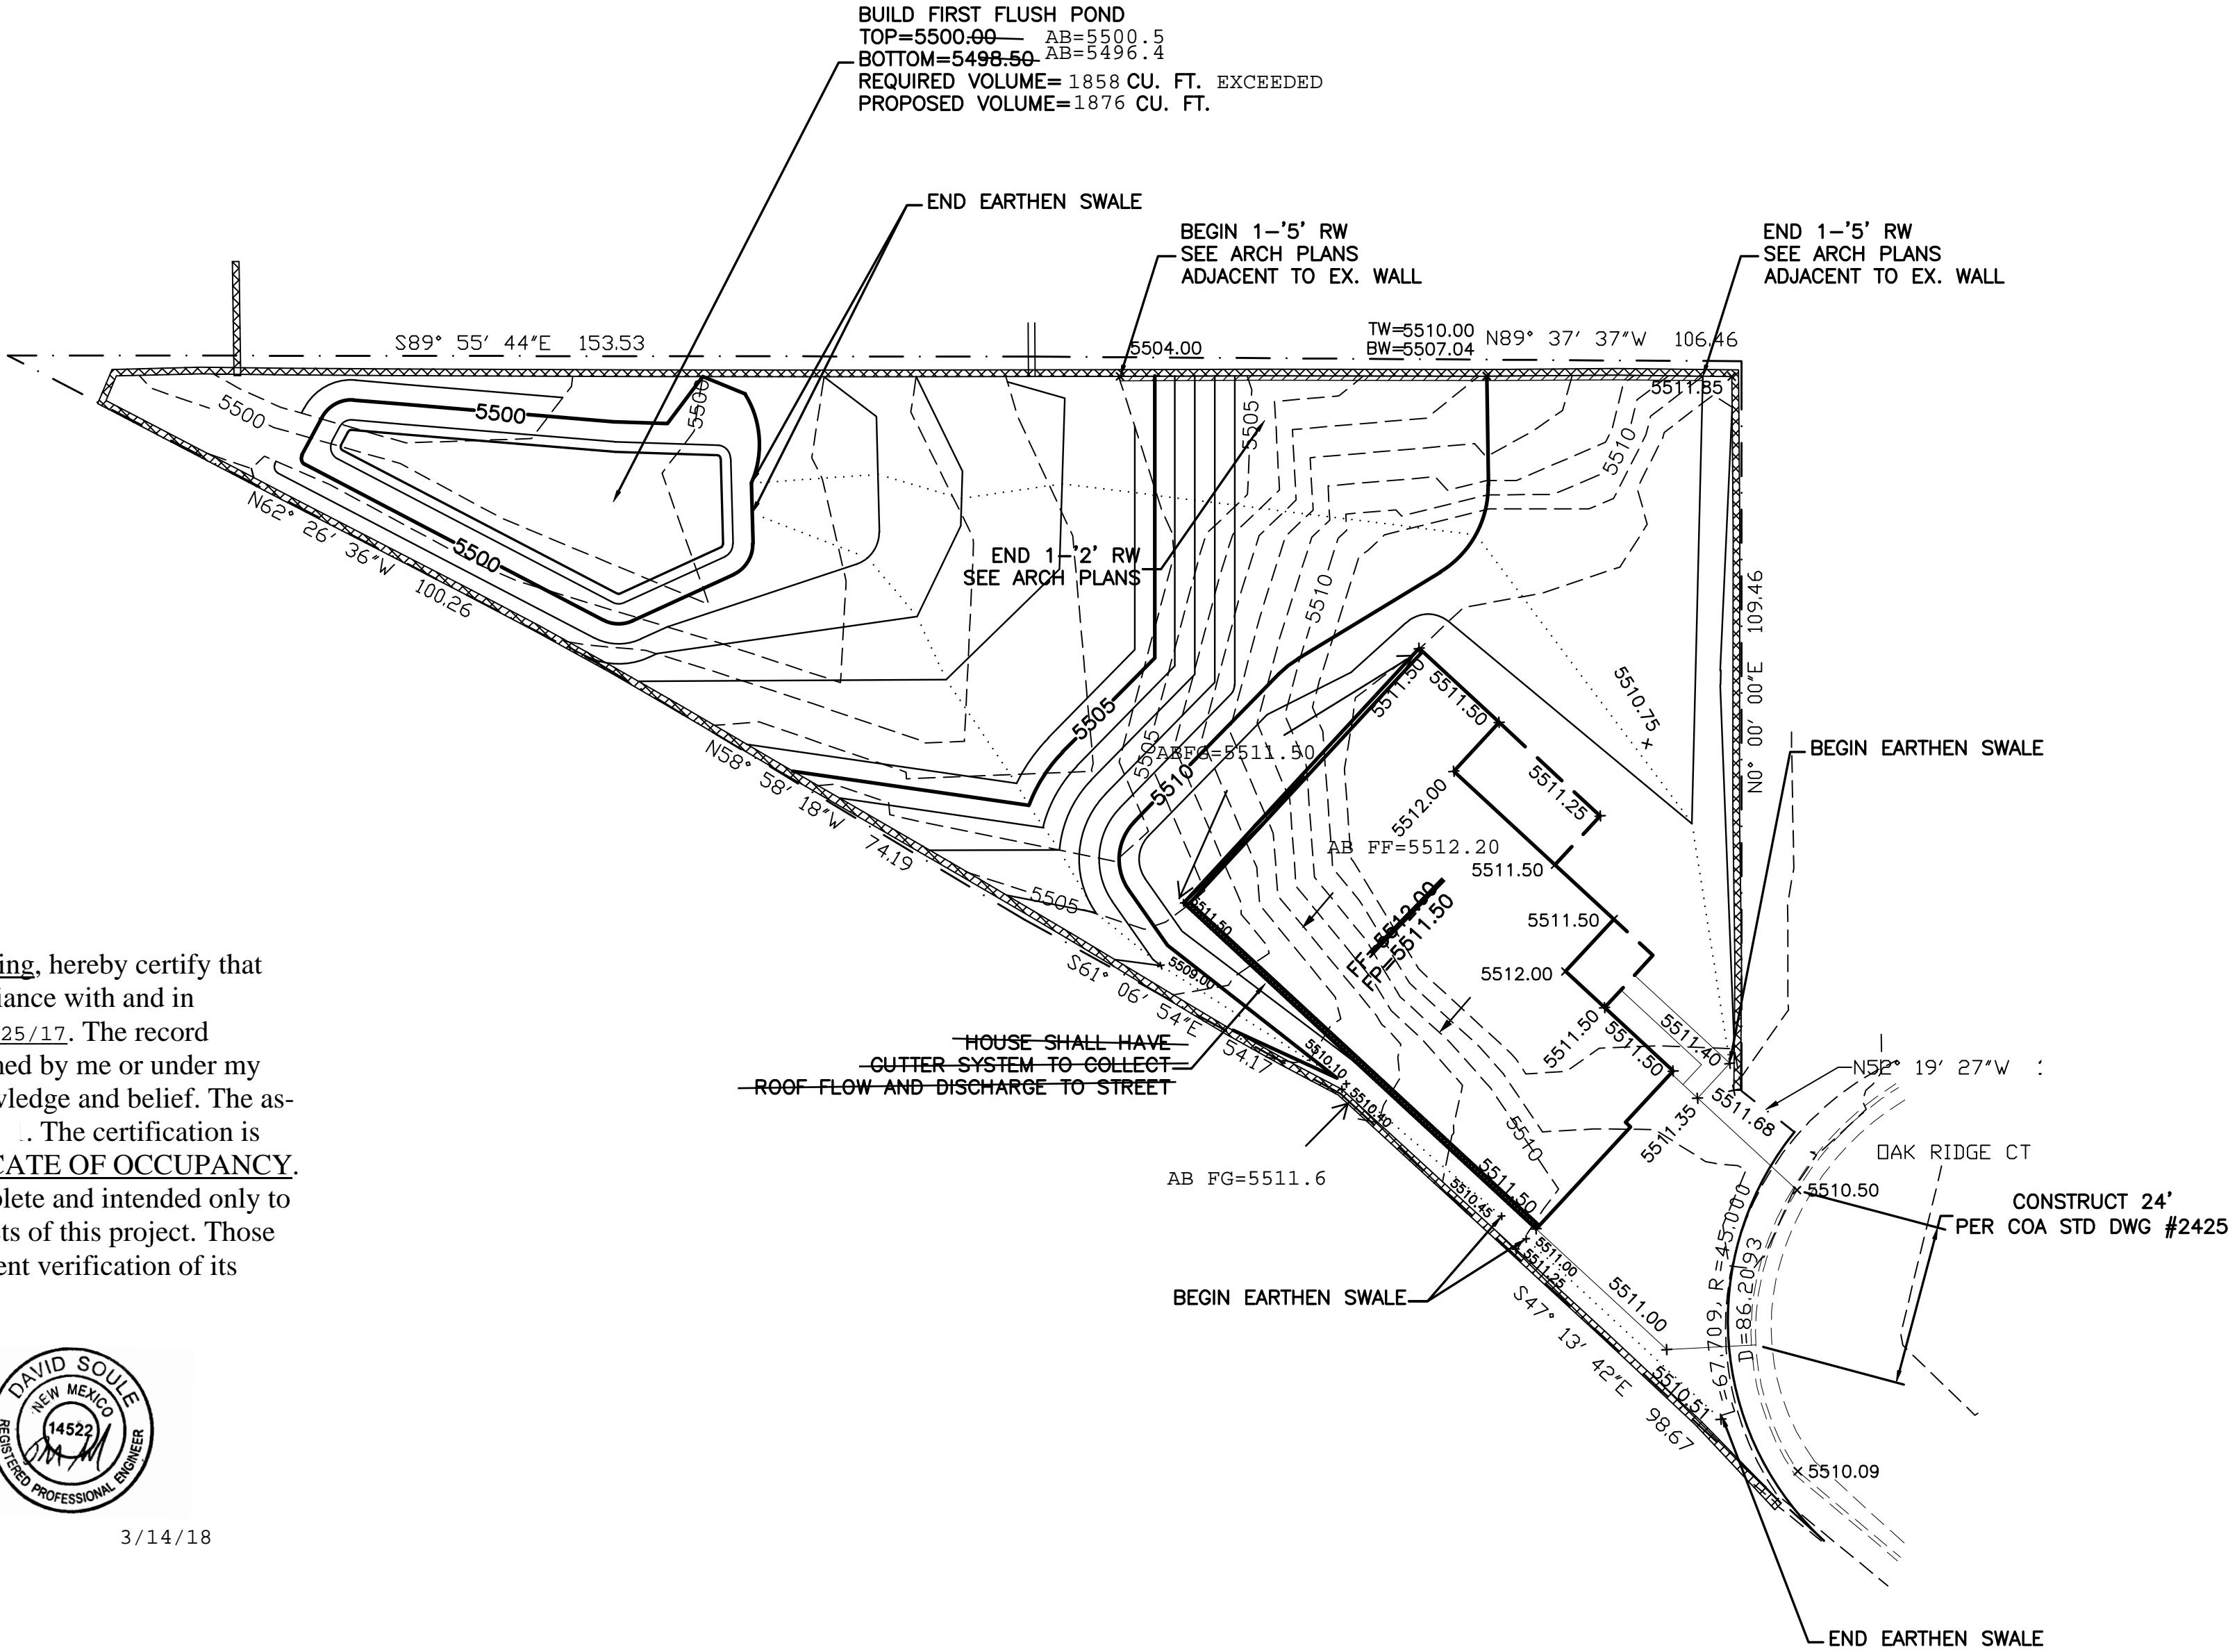 BUILD FIRST FLUSH POND
TOP=5500.00 AB=5500.5
BOTTOM=5498.50 AB=5496.4
REQUIRED VOLUME= 1858 CU. FT. EXCEEDED
PROPOSED VOLUME=1876 CU. FT.
END EARTHEN SWALE
BEGIN 1-'5' RW
SEE ARCH PLANS
ADJACENT TO EX. WALL
END 1-'5' RW
SEE ARCH PLANS
ADJACENT TO EX. WALL
S89° 55' 44"E 153.53
5504.00
TW=5510.00
BW=5507.04
N89° 37' 37"W 106.46
5511.85
5500
5500
5500
5505
5510
N62° 26' 36"W 100.26
5500
END 1-'2' RW
SEE ARCH PLANS
5510
N0° 00' 00"E 109.46
5510.75
5511.50
5511.50
5505
5505
ABFG=5511.50
5510
BEGIN EARTHEN SWALE
N58° 58' 18"W 74.19
5511.25
5512.00
AB FF=5512.20
5511.50
5505
5511.50
FF=5512.00
FP=5511.50
5511.50
5512.00
5509.00
S61° 06' 54"E 54.17
ing, hereby certify that
iance with and in
25/17. The record
ned by me or under my
vledge and belief. The as-
. The certification is
CATE OF OCCUPANCY.
plete and intended only to
cts of this project. Those
ent verification of its
HOUSE SHALL HAVE
GUTTER SYSTEM TO COLLECT
ROOF FLOW AND DISCHARGE TO STREET
5510.10
5510.40
5511.50
5511.50
5511.40
N52° 19' 27"W
5511.68
5511.35
OAK RIDGE CT
AB FG=5511.6
5510
5511.50
5510.45
5510.50
CONSTRUCT 24'
PER COA STD DWG #2425
5511.00
5511.25
BEGIN EARTHEN SWALE
5511.00
L=67.709, R=45.000
D=86.2093
S47° 13' 42"E 98.67
5510.51
5510.09
DAVID SOULE
NEW MEXICO
14522
REGISTERED PROFESSIONAL ENGINEER
3/14/18
END EARTHEN SWALE